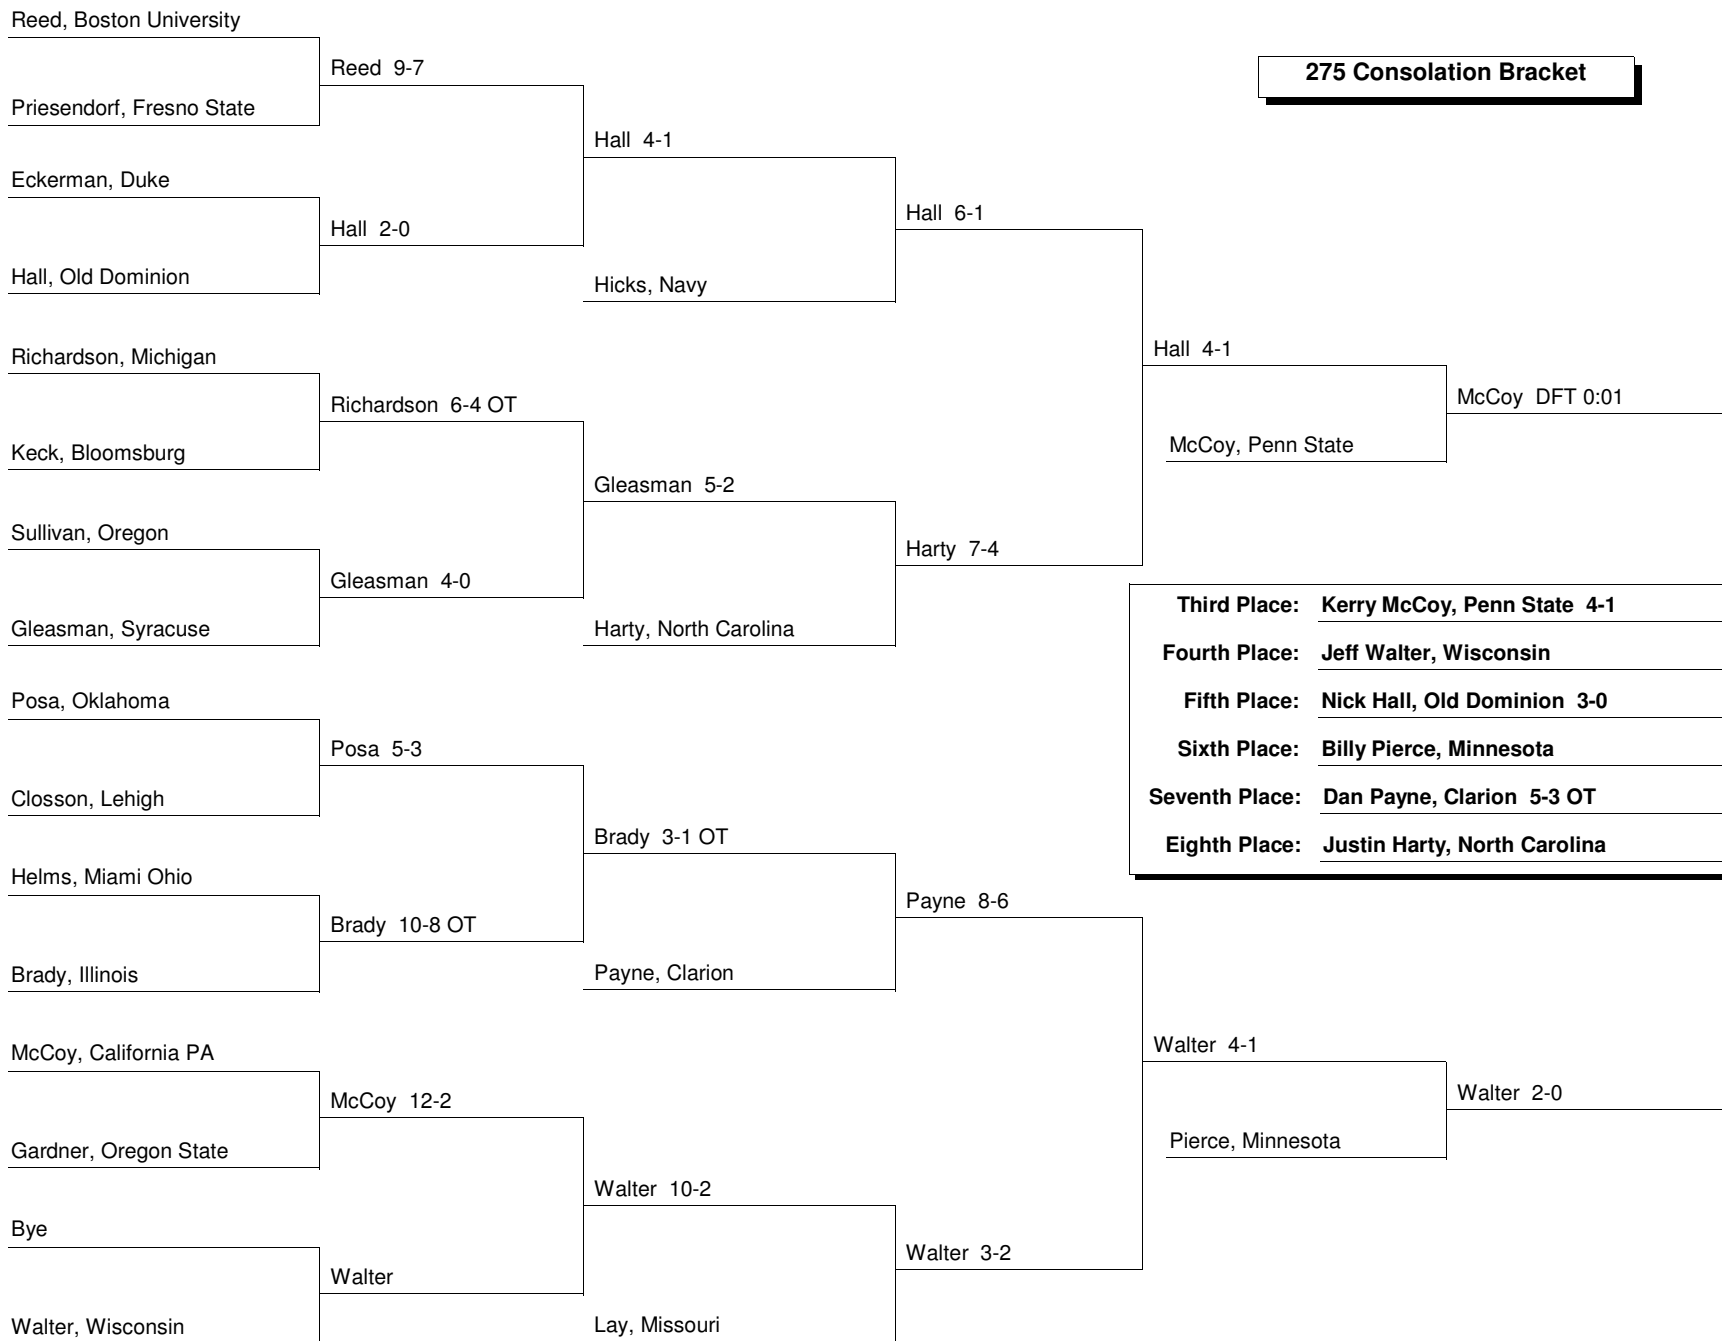 Reed, Boston University
Reed  9-7
275 Consolation Bracket
Priesendorf, Fresno State
Hall  4-1
Eckerman, Duke
Hall  6-1
Hall  2-0
Hall, Old Dominion
Hicks, Navy
Richardson, Michigan
Hall  4-1
Richardson  6-4 OT
McCoy  DFT 0:01
Keck, Bloomsburg
McCoy, Penn State
Gleasman  5-2
Sullivan, Oregon
Harty  7-4
Gleasman  4-0
Gleasman, Syracuse
Harty, North Carolina
Third Place: Kerry McCoy, Penn State  4-1
Fourth Place: Jeff Walter, Wisconsin
Fifth Place: Nick Hall, Old Dominion  3-0
Sixth Place: Billy Pierce, Minnesota
Seventh Place: Dan Payne, Clarion  5-3 OT
Eighth Place: Justin Harty, North Carolina
Posa, Oklahoma
Posa  5-3
Closson, Lehigh
Brady  3-1 OT
Helms, Miami Ohio
Payne  8-6
Brady  10-8 OT
Brady, Illinois
Payne, Clarion
McCoy, California PA
Walter  4-1
McCoy  12-2
Walter  2-0
Gardner, Oregon State
Pierce, Minnesota
Walter  10-2
Bye
Walter  3-2
Walter
Walter, Wisconsin
Lay, Missouri